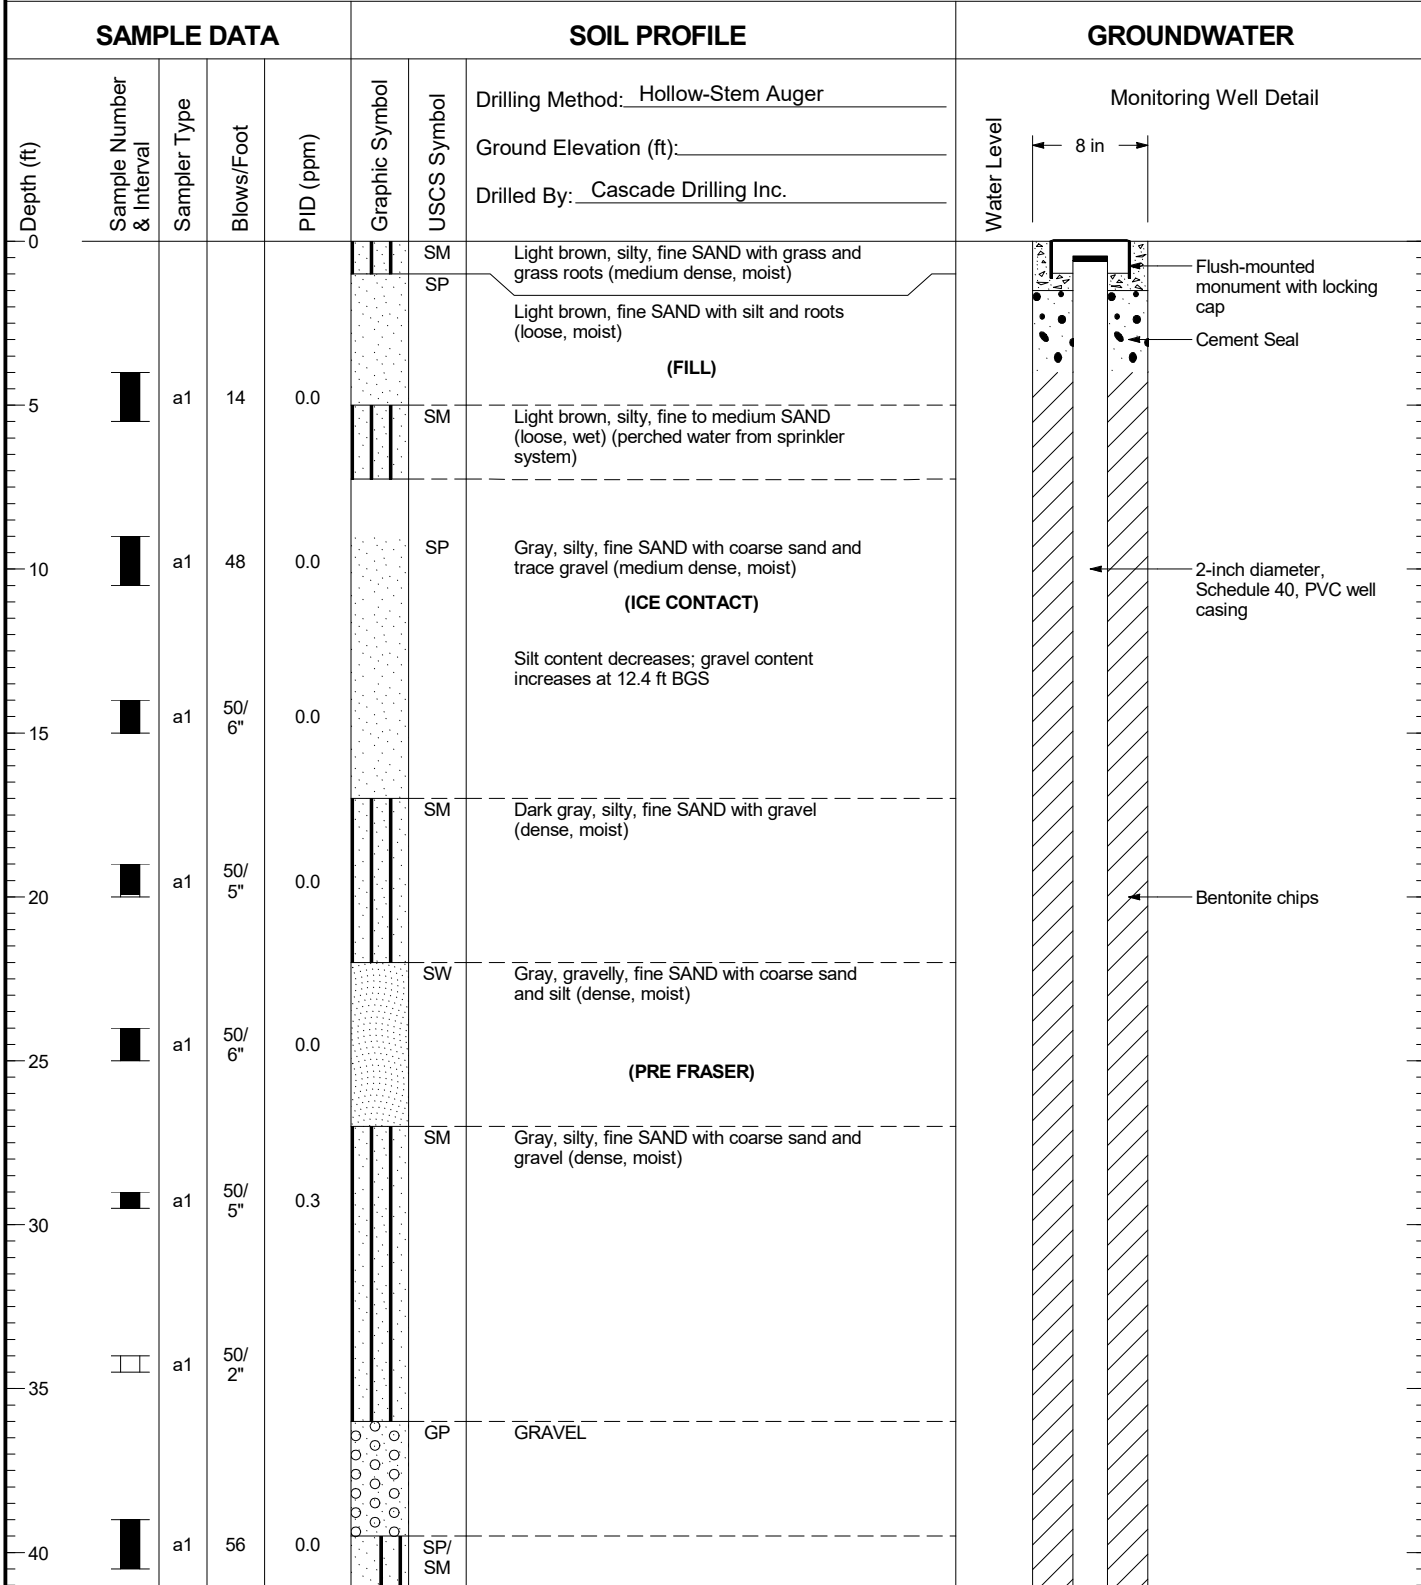 SAMPLE DATA
SOIL PROFILE
GROUNDWATER
Depth (ft)
Sample Number
& Interval
Sampler Type
Blows/Foot
PID (ppm)
Graphic Symbol
USCS Symbol
Drilling Method: Hollow-Stem Auger
Ground Elevation (ft):
Drilled By: Cascade Drilling Inc.
Water Level
Monitoring Well Detail
8 in
0
SM
Light brown, silty, fine SAND with grass and
grass roots (medium dense, moist)
SP
Light brown, fine SAND with silt and roots
(loose, moist)
(FILL)
Flush-mounted
monument with locking
cap
Cement Seal
a1 14 0.0
5
SM
Light brown, silty, fine to medium SAND
(loose, wet) (perched water from sprinkler
system)
a1 48 0.0
10
SP
Gray, silty, fine SAND with coarse sand and
trace gravel (medium dense, moist)
(ICE CONTACT)
2-inch diameter,
Schedule 40, PVC well
casing
Silt content decreases; gravel content
increases at 12.4 ft BGS
a1 50/
6" 0.0
15
SM
Dark gray, silty, fine SAND with gravel
(dense, moist)
a1 50/
5" 0.0
20
Bentonite chips
SW
Gray, gravelly, fine SAND with coarse sand
and silt (dense, moist)
a1 50/
6" 0.0
25
(PRE FRASER)
SM
Gray, silty, fine SAND with coarse sand and
gravel (dense, moist)
a1 50/
5" 0.3
30
a1 50/
2"
35
GP
GRAVEL
a1 56 0.0
40
SP/
SM